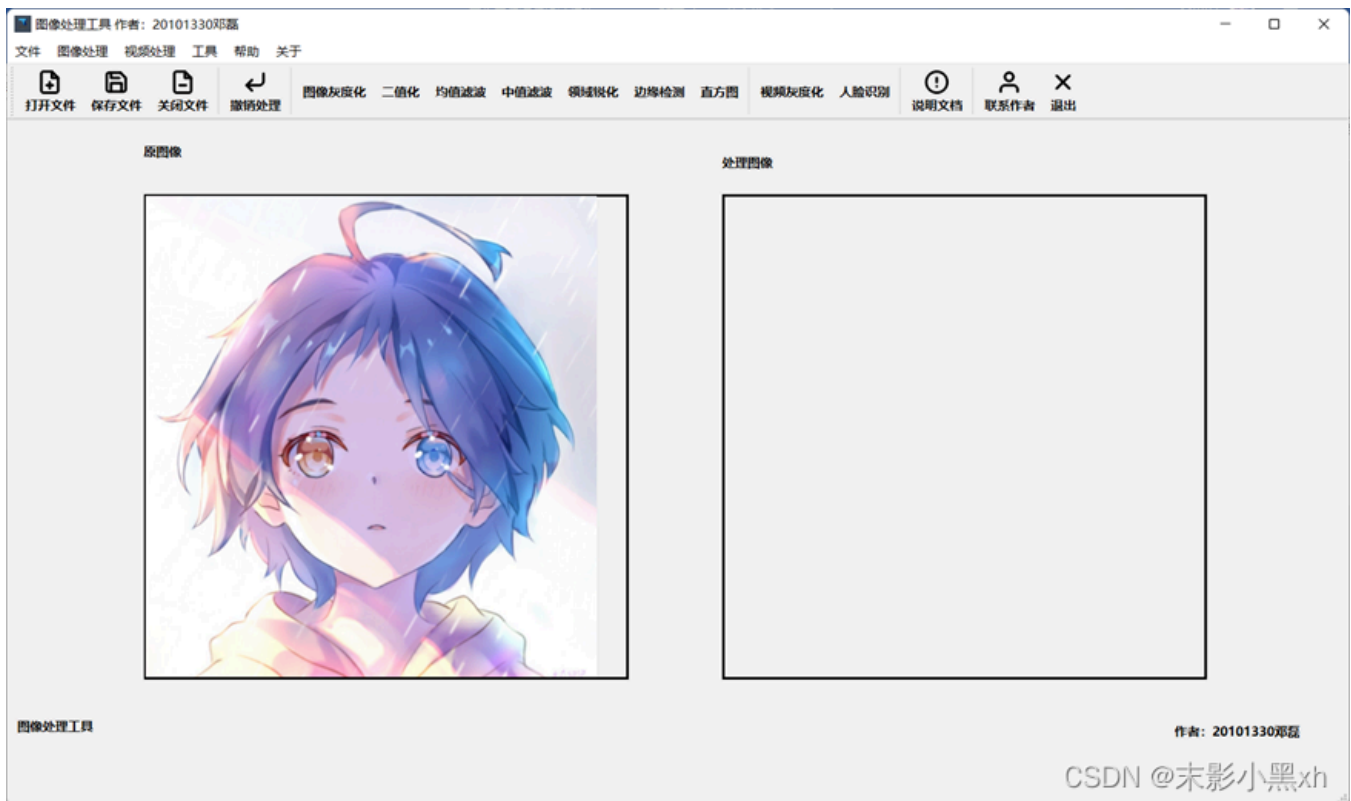 图像处理工具 作者：20101330邓磊
文件 图像处理 视频处理 工具 帮助 关于
打开文件 保存文件 关闭文件 撤销处理 图像灰度化 二值化 均值滤波 中值滤波 领域锐化 边缘检测 直方图 视频灰度化 人脸识别 说明文档 联系作者 退出
原图像
处理图像
图像处理工具
作者：20101330邓磊
CSDN @末影小黑xh